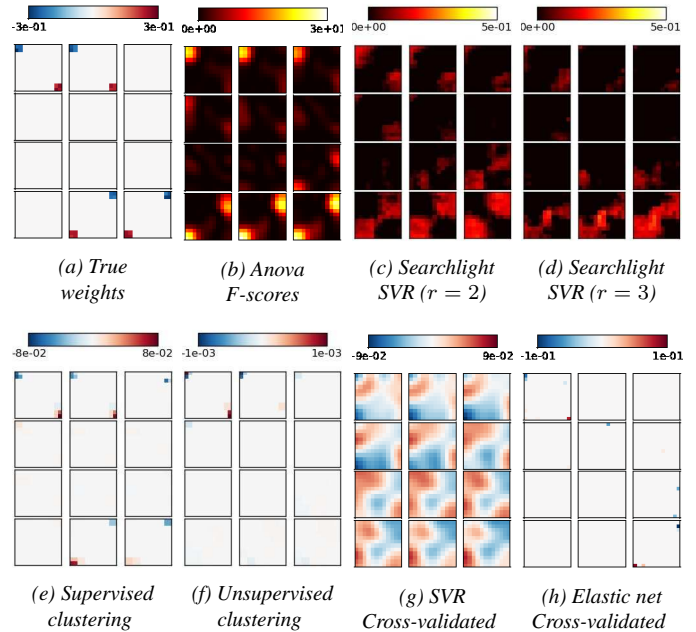 -3e-01 3e-01 0e+00 3e+01 0e+00 5e-01 0e+00 5e-01
(a) True (b) Anova (c) Searchlight (d) Searchlight
weights F-scores SVR (r = 2) SVR (r = 3)
-8e-02 8e-02 -1e-03 1e-03 -9e-02 9e-02 -1e-01 1e-01
(e) Supervised (f) Unsupervised (g) SVR (h) Elastic net
clustering clustering Cross-validated Cross-validated